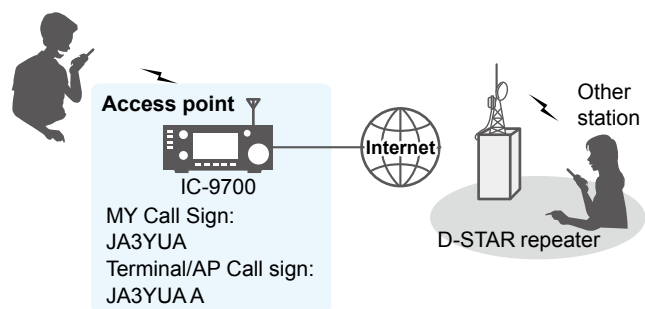 Access point
IC-9700
MY Call Sign:
JA3YUA
Terminal/AP Call sign:
JA3YUA A
Internet
Other
station
D-STAR repeater